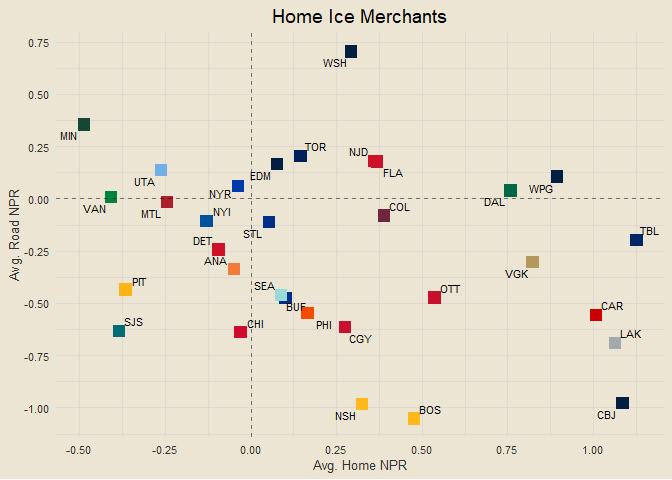 Home Ice Merchants
0.75
WSH
0.50
MIN
0.25
TOR
NJD
EDM
FLA
UTA
WPG
NYR
0.00
DAL
VAN
MTL
NYI
COL
STL
TBL
DET
-0.25
ANA
VGK
PIT
SEA
OTT
-0.50
BUF
CAR
SJS
CHI
PHI
CGY
LAK
-0.75
NSH
BOS
CBJ
-1.00
Avg. Road NPR
-0.50
-0.25
0.00
0.25
0.50
0.75
1.00
Avg. Home NPR